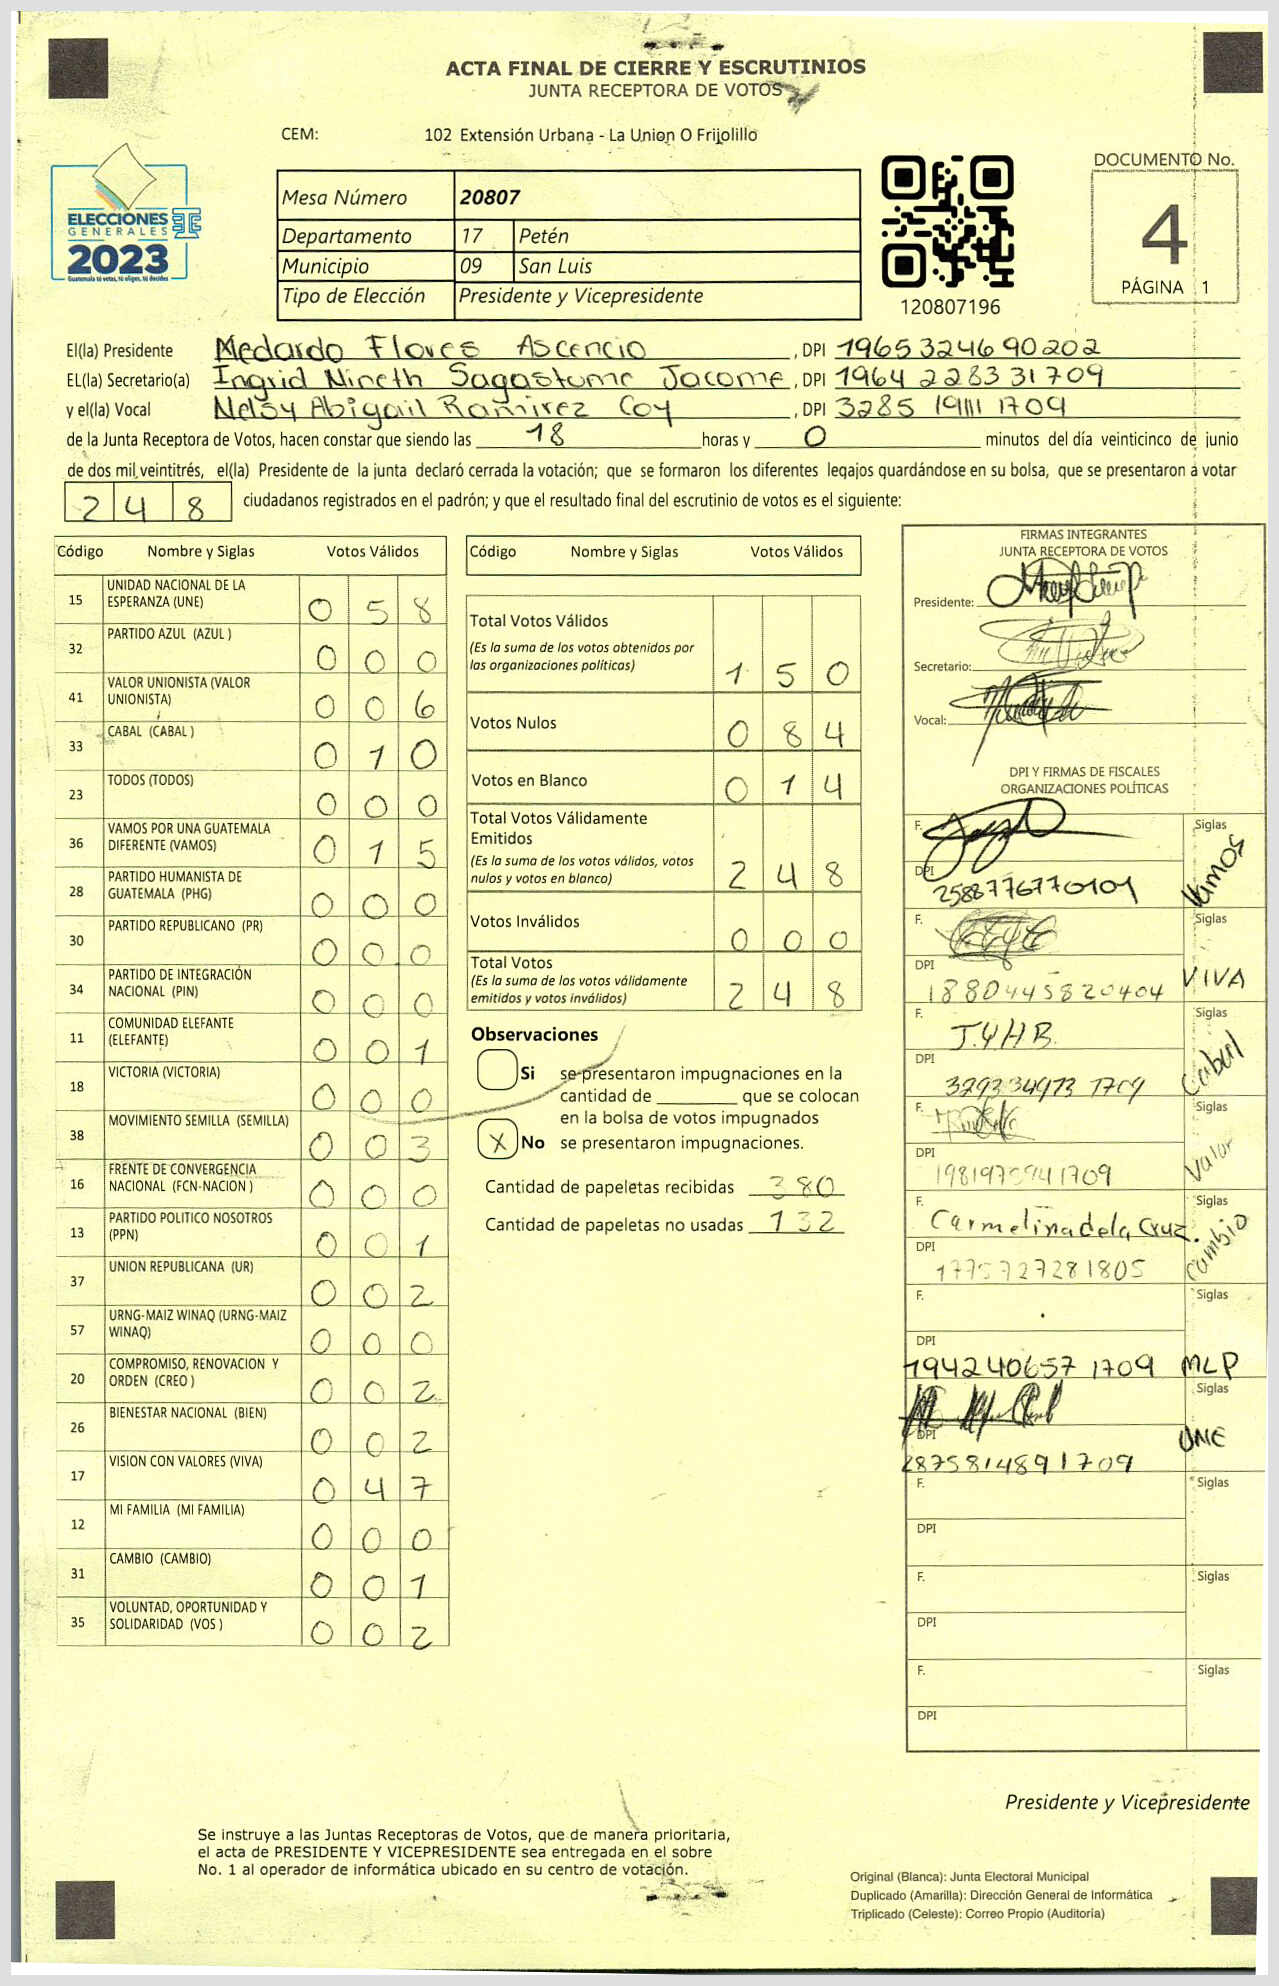 ACTA FINAL DE CIERRE Y ESCRUTINIOS
JUNTA RECEPTORA DE VOTOS
CEM: 102 Extensión Urbana - La Union O Frijolillo
ELECCIONES
GENERALES
2023
Guatemala tú votas, tú eliges, tú decides
Mesa Número 20807
Departamento 17 Petén
Municipio 09 San Luis
Tipo de Elección Presidente y Vicepresidente
120807196
DOCUMENTO No.
4
PÁGINA 1
El(la) Presidente Medardo Flores Ascencio , DPI 1965324690202
EL(la) Secretario(a) Ingrid Nineth Sagastume Jacome , DPI 1964 22833 1709
y el(la) Vocal Nelsy Abigail Ramirez Coy , DPI 3285 19111 1709
de la Junta Receptora de Votos, hacen constar que siendo las 18 horas y 0 minutos del día veinticinco de junio
de dos mil veintitrés, el(la) Presidente de la junta declaró cerrada la votación; que se formaron los diferentes legajos guardándose en su bolsa, que se presentaron a votar
248 ciudadanos registrados en el padrón; y que el resultado final del escrutinio de votos es el siguiente:
Código Nombre y Siglas Votos Válidos
15 UNIDAD NACIONAL DE LA
ESPERANZA (UNE) 0 5 8
32 PARTIDO AZUL (AZUL ) 0 0 0
41 VALOR UNIONISTA (VALOR
UNIONISTA) 0 0 6
33 CABAL (CABAL ) 0 1 0
23 TODOS (TODOS) 0 0 0
36 VAMOS POR UNA GUATEMALA
DIFERENTE (VAMOS) 0 1 5
28 PARTIDO HUMANISTA DE
GUATEMALA (PHG) 0 0 0
30 PARTIDO REPUBLICANO (PR) 0 0 0
34 PARTIDO DE INTEGRACIÓN
NACIONAL (PIN) 0 0 0
11 COMUNIDAD ELEFANTE
(ELEFANTE) 0 0 1
18 VICTORIA (VICTORIA) 0 0 0
38 MOVIMIENTO SEMILLA (SEMILLA) 0 0 3
16 FRENTE DE CONVERGENCIA
NACIONAL (FCN-NACION ) 0 0 0
13 PARTIDO POLITICO NOSOTROS
(PPN) 0 0 1
37 UNION REPUBLICANA (UR) 0 0 2
57 URNG-MAIZ WINAQ (URNG-MAIZ
WINAQ) 0 0 0
20 COMPROMISO, RENOVACION Y
ORDEN (CREO ) 0 0 2
26 BIENESTAR NACIONAL (BIEN) 0 0 2
17 VISION CON VALORES (VIVA) 0 4 7
12 MI FAMILIA (MI FAMILIA) 0 0 0
31 CAMBIO (CAMBIO) 0 0 1
35 VOLUNTAD, OPORTUNIDAD Y
SOLIDARIDAD (VOS ) 0 0 2
Código Nombre y Siglas Votos Válidos
Total Votos Válidos
(Es la suma de los votos obtenidos por
las organizaciones políticas) 1 5 0
Votos Nulos 0 8 4
Votos en Blanco 0 1 4
Total Votos Válidamente
Emitidos
(Es la suma de los votos válidos, votos
nulos y votos en blanco) 2 4 8
Votos Inválidos 0 0 0
Total Votos
(Es la suma de los votos válidamente
emitidos y votos inválidos) 2 4 8
Observaciones
Si se presentaron impugnaciones en la
cantidad de ________ que se colocan
en la bolsa de votos impugnados
X No se presentaron impugnaciones.
Cantidad de papeletas recibidas 380
Cantidad de papeletas no usadas 132
FIRMAS INTEGRANTES
JUNTA RECEPTORA DE VOTOS
Presidente:
Secretario:
Vocal:
DPI Y FIRMAS DE FISCALES
ORGANIZACIONES POLÍTICAS
F. Siglas
DPI 2588776770101 Vamos
F. Siglas
DPI 1880445820404 VIVA
F. J.Y.H.B. Siglas
DPI 329334973 1709 Cabal
F. Siglas
DPI Valor
F. Carmelina de la Cruz. Siglas
DPI 1775727281805 Cambio
F. Siglas
DPI 194240657 1709 MLP
Siglas
DPI 2875814891709 UNE
F. Siglas
DPI
F. Siglas
DPI
F. Siglas
DPI
Presidente y Vicepresidente
Se instruye a las Juntas Receptoras de Votos, que de manera prioritaria,
el acta de PRESIDENTE Y VICEPRESIDENTE sea entregada en el sobre
No. 1 al operador de informática ubicado en su centro de votación.
Original (Blanca): Junta Electoral Municipal
Duplicado (Amarilla): Dirección General de Informática
Triplicado (Celeste): Correo Propio (Auditoría)